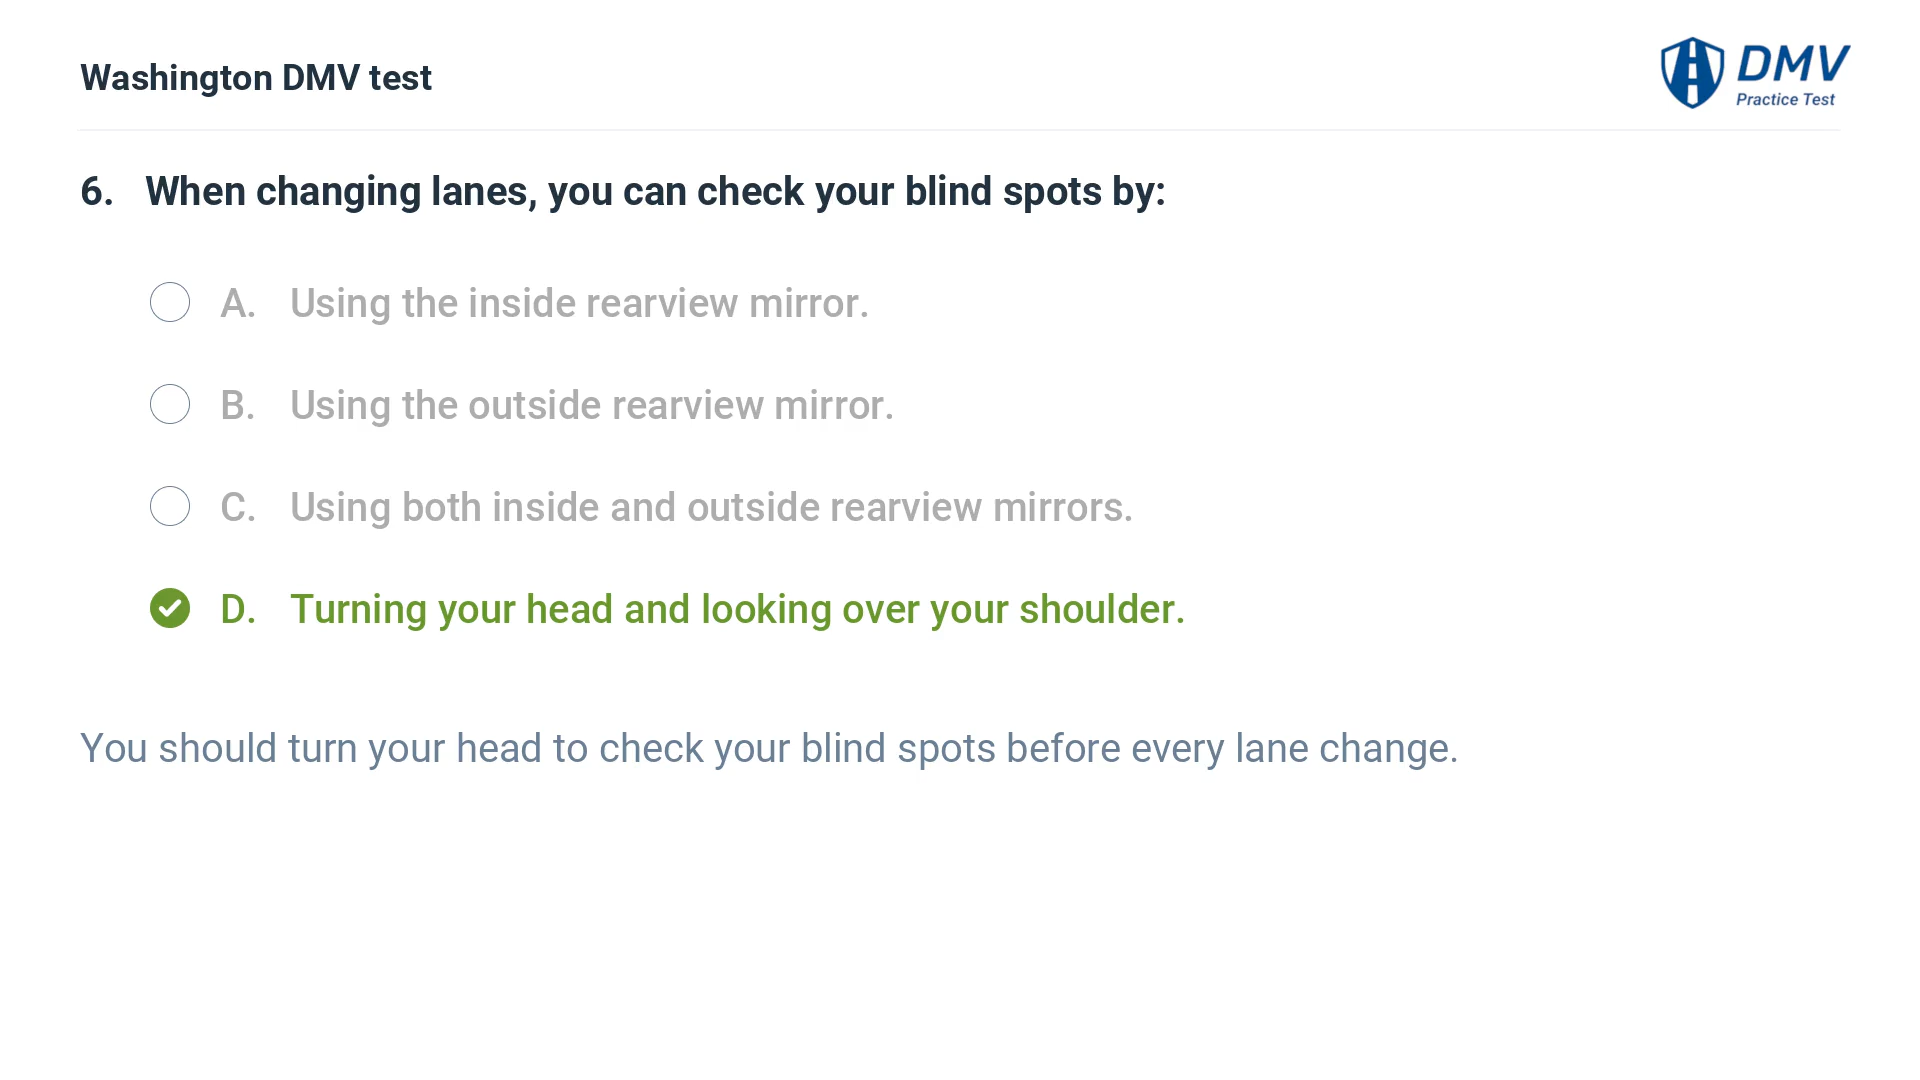 Washington DMV test
DMV
Practice Test
6. When changing lanes, you can check your blind spots by:
A. Using the inside rearview mirror.
B. Using the outside rearview mirror.
C. Using both inside and outside rearview mirrors.
D. Turning your head and looking over your shoulder.
You should turn your head to check your blind spots before every lane change.